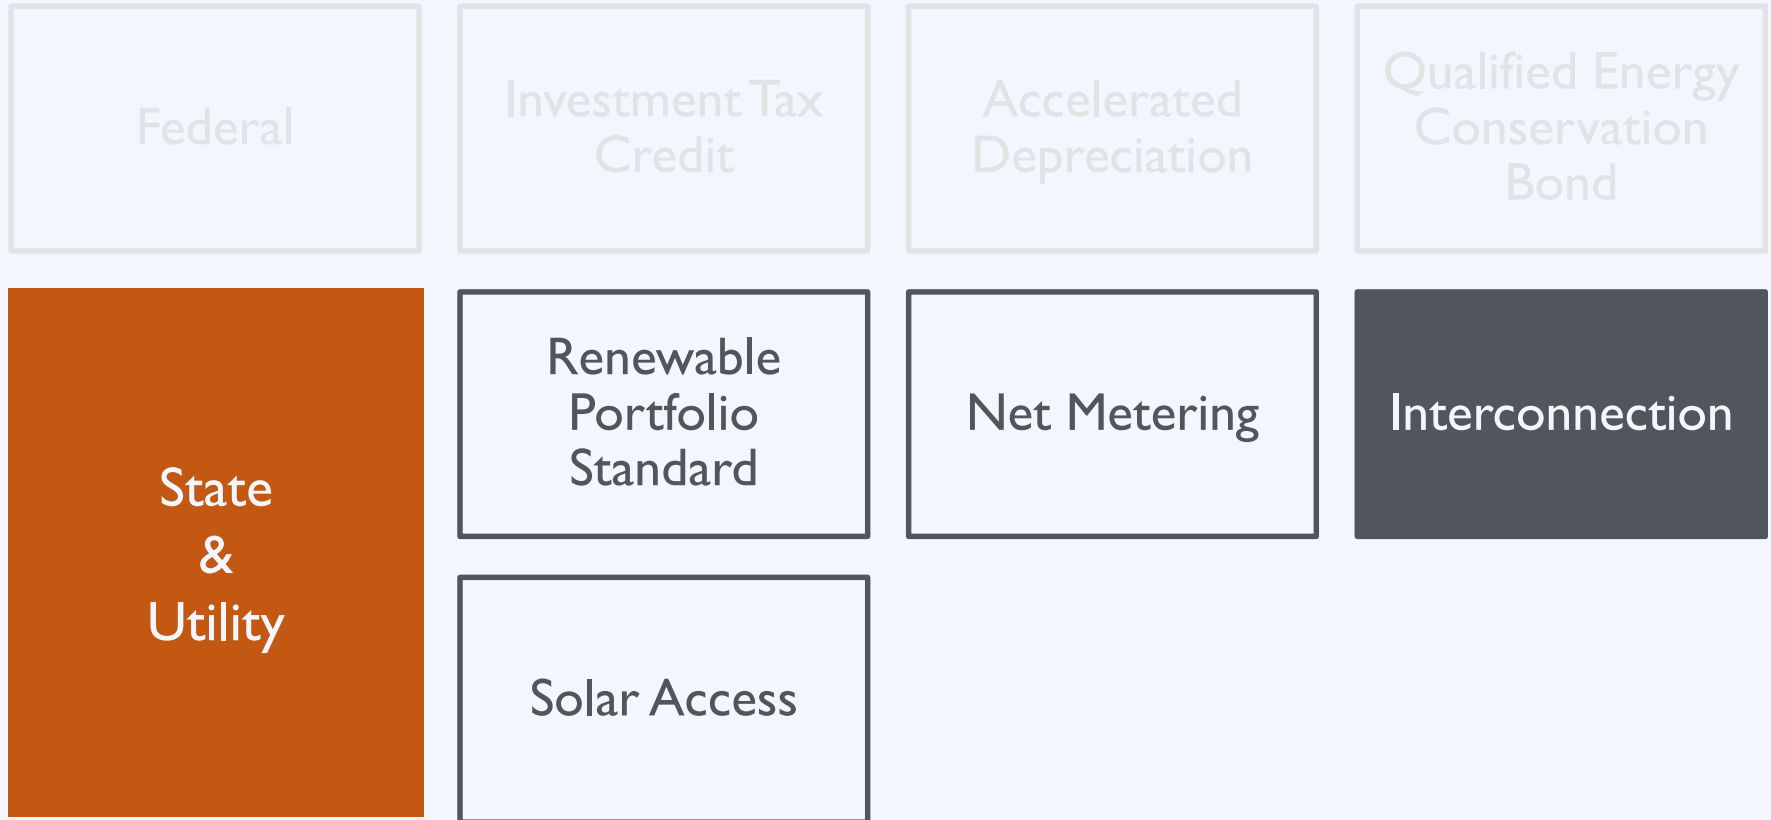 Federal
Investment Tax
Credit
Accelerated
Depreciation
Qualified Energy
Conservation
Bond
State
&
Utility
Renewable
Portfolio
Standard
Net Metering
Interconnection
Solar Access